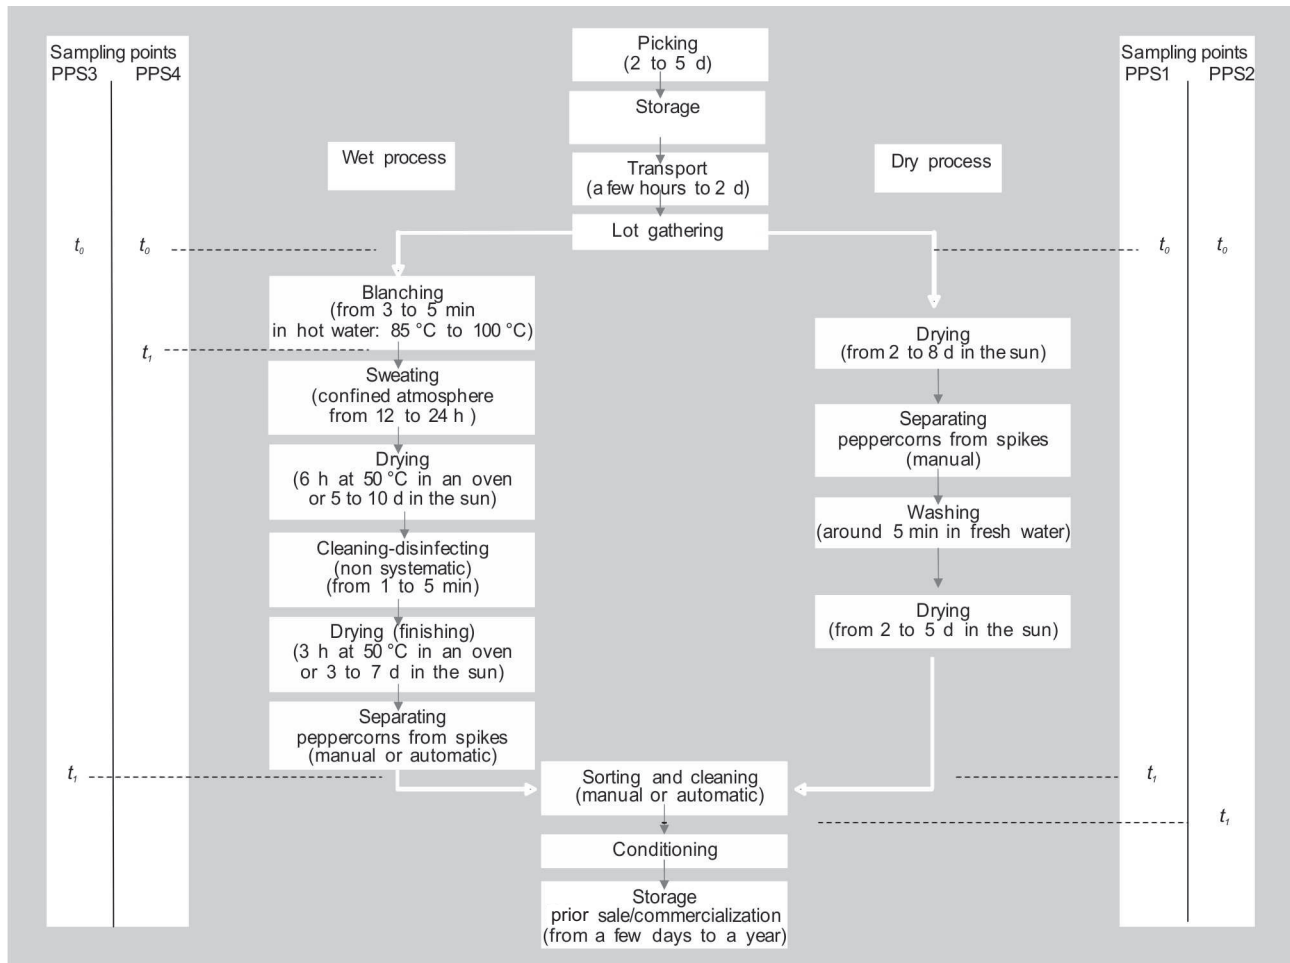 Sampling points
PPS3 PPS4
t0 t0
t1
t1
Wet process
Picking
(2 to 5 d)
Storage
Transport
(a few hours to 2 d)
Lot gathering
Blanching
(from 3 to 5 min
in hot water: 85 °C to 100 °C)
Sweating
(confined atmosphere
from 12 to 24 h )
Drying
(6 h at 50 °C in an oven
or 5 to 10 d in the sun)
Cleaning-disinfecting
(non systematic)
(from 1 to 5 min)
Drying (finishing)
(3 h at 50 °C in an oven
or 3 to 7 d in the sun)
Separating
peppercorns from spikes
(manual or automatic)
Dry process
Drying
(from 2 to 8 d in the sun)
Separating
peppercorns from spikes
(manual)
Washing
(around 5 min in fresh water)
Drying
(from 2 to 5 d in the sun)
Sorting and cleaning
(manual or automatic)
Conditioning
Storage
prior sale/commercialization
(from a few days to a year)
Sampling points
PPS1 PPS2
t0 t0
t1
t1